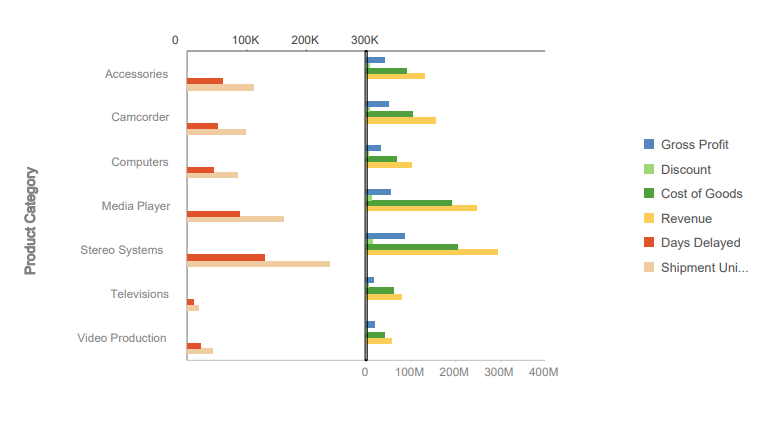 0 100K 200K 300K
Product Category
Accessories
Camcorder
Computers
Media Player
Stereo Systems
Televisions
Video Production
0 100M 200M 300M 400M
Gross Profit
Discount
Cost of Goods
Revenue
Days Delayed
Shipment Uni...